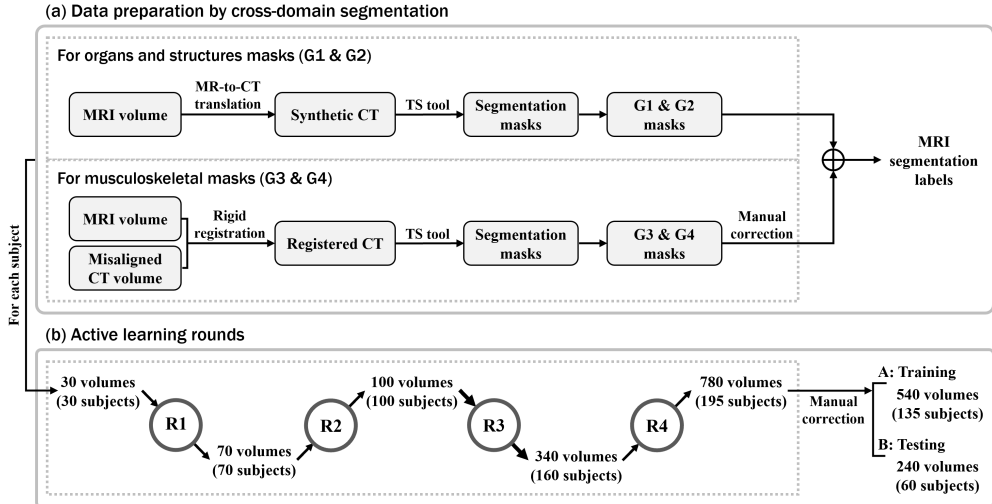 (a) Data preparation by cross-domain segmentation
For organs and structures masks (G1 & G2)
MRI volume
MR-to-CT
translation
Synthetic CT
TS tool
Segmentation
masks
G1 & G2
masks
For musculoskeletal masks (G3 & G4)
MRI volume
Misaligned
CT volume
Rigid
registration
Registered CT
TS tool
Segmentation
masks
G3 & G4
masks
Manual
correction
MRI
segmentation
labels
For each subject
(b) Active learning rounds
30 volumes
(30 subjects)
R1
70 volumes
(70 subjects)
R2
100 volumes
(100 subjects)
R3
340 volumes
(160 subjects)
R4
780 volumes
(195 subjects)
Manual
correction
A: Training
540 volumes
(135 subjects)
B: Testing
240 volumes
(60 subjects)